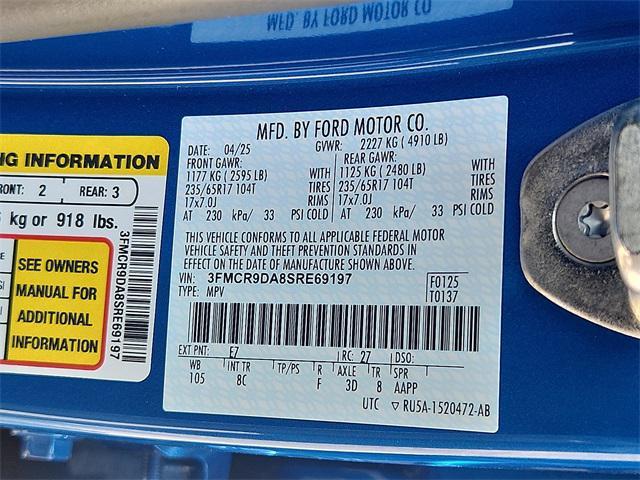 MFD. BY FORD MOTOR CO.
MFD. BY FORD MOTOR CO.
DATE: 04/25 GVWR: 2227 KG ( 4910 LB)
FRONT GAWR: REAR GAWR:
1177 KG ( 2595 LB) WITH 1125 KG ( 2480 LB) WITH
235/65R17 104T TIRES 235/65R17 104T TIRES
17x7.0J RIMS 17x7.0J RIMS
AT 230 kPa/ 33 PSI COLD AT 230 kPa/ 33 PSI COLD
THIS VEHICLE CONFORMS TO ALL APPLICABLE FEDERAL MOTOR
VEHICLE SAFETY AND THEFT PREVENTION STANDARDS IN
EFFECT ON THE DATE OF MANUFACTURE SHOWN ABOVE.
VIN: 3FMCR9DA8SRE69197 F0125
TYPE: MPV T0137
EXT PNT: E7 RC: 27 DSO:
WB INT TR TP/PS R AXLE TR SPR
105 8C F 3D 8 AAPP
UTC ▽ RU5A-1520472-AB
NG INFORMATION
FRONT: 2 REAR: 3
kg or 918 lbs.
SEE OWNERS
MANUAL FOR
ADDITIONAL
INFORMATION
3FMCR9DA8SRE69197